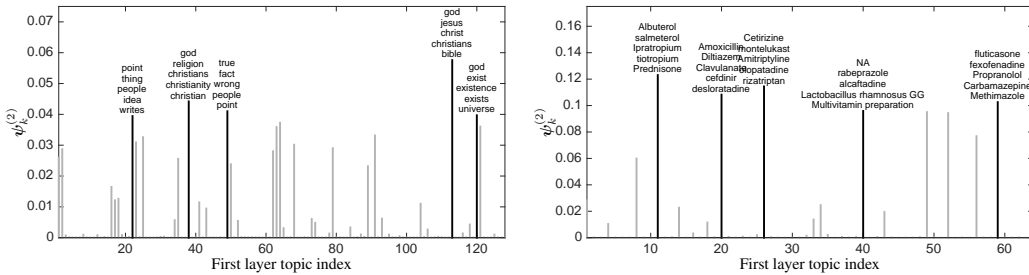 0.07
0.06
0.05
0.04
0.03
0.02
0.01
0
ψ_k^(2)
point
thing
people
idea
writes
god
religion
christians
christianity
christian
true
fact
wrong
people
point
god
jesus
christ
christians
bible
god
exist
existence
exists
universe
20
40
60
80
100
120
First layer topic index
0.16
0.14
0.12
0.1
0.08
0.06
0.04
0.02
0
ψ_k^(2)
Albuterol
salmeterol
Ipratropium
tiotropium
Prednisone
Amoxicillin
Diltiazem
Clavulanate
cefdinir
desloratadine
Cetirizine
montelukast
Amitriptyline
olopatadine
rizatriptan
NA
rabeprazole
alcaftadine
Lactobacillus rhamnosus GG
Multivitamin preparation
fluticasone
fexofenadine
Propranolol
Carbamazepine
Methimazole
10
20
30
40
50
60
First layer topic index